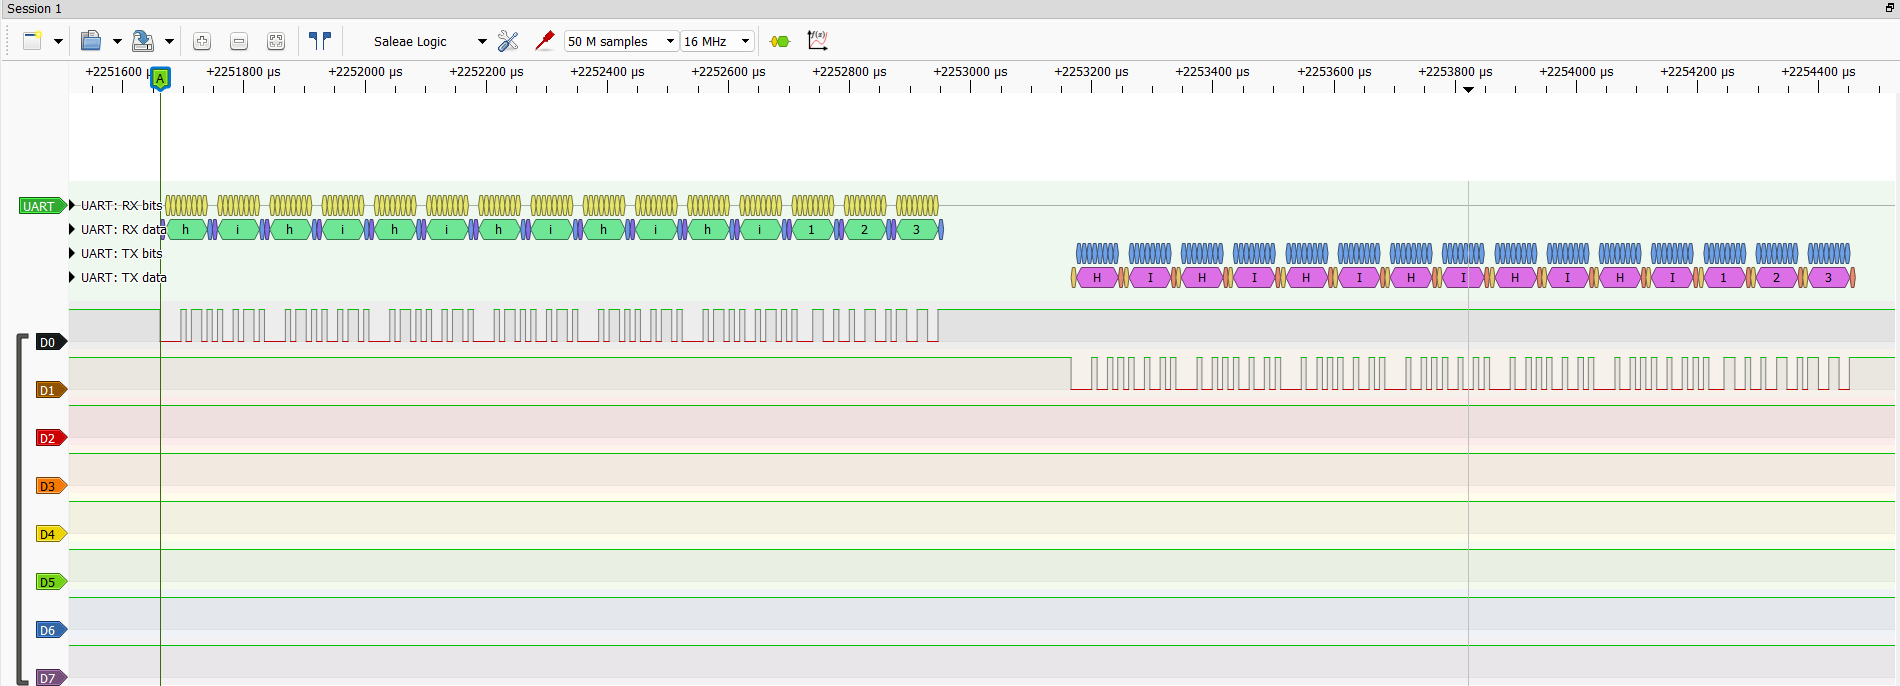 Session 1
Saleae Logic 50 M samples 16 MHz
+2251600 µs +2251800 µs +2252000 µs +2252200 µs +2252400 µs +2252600 µs +2252800 µs +2253000 µs +2253200 µs +2253400 µs +2253600 µs +2253800 µs +2254000 µs +2254200 µs +2254400 µs
A
UART UART: RX bits
UART: RX data h i h i h i h i h i h i 1 2 3
UART: TX bits
UART: TX data H I H I H I H I H I H I 1 2 3
D0
D1
D2
D3
D4
D5
D6
D7